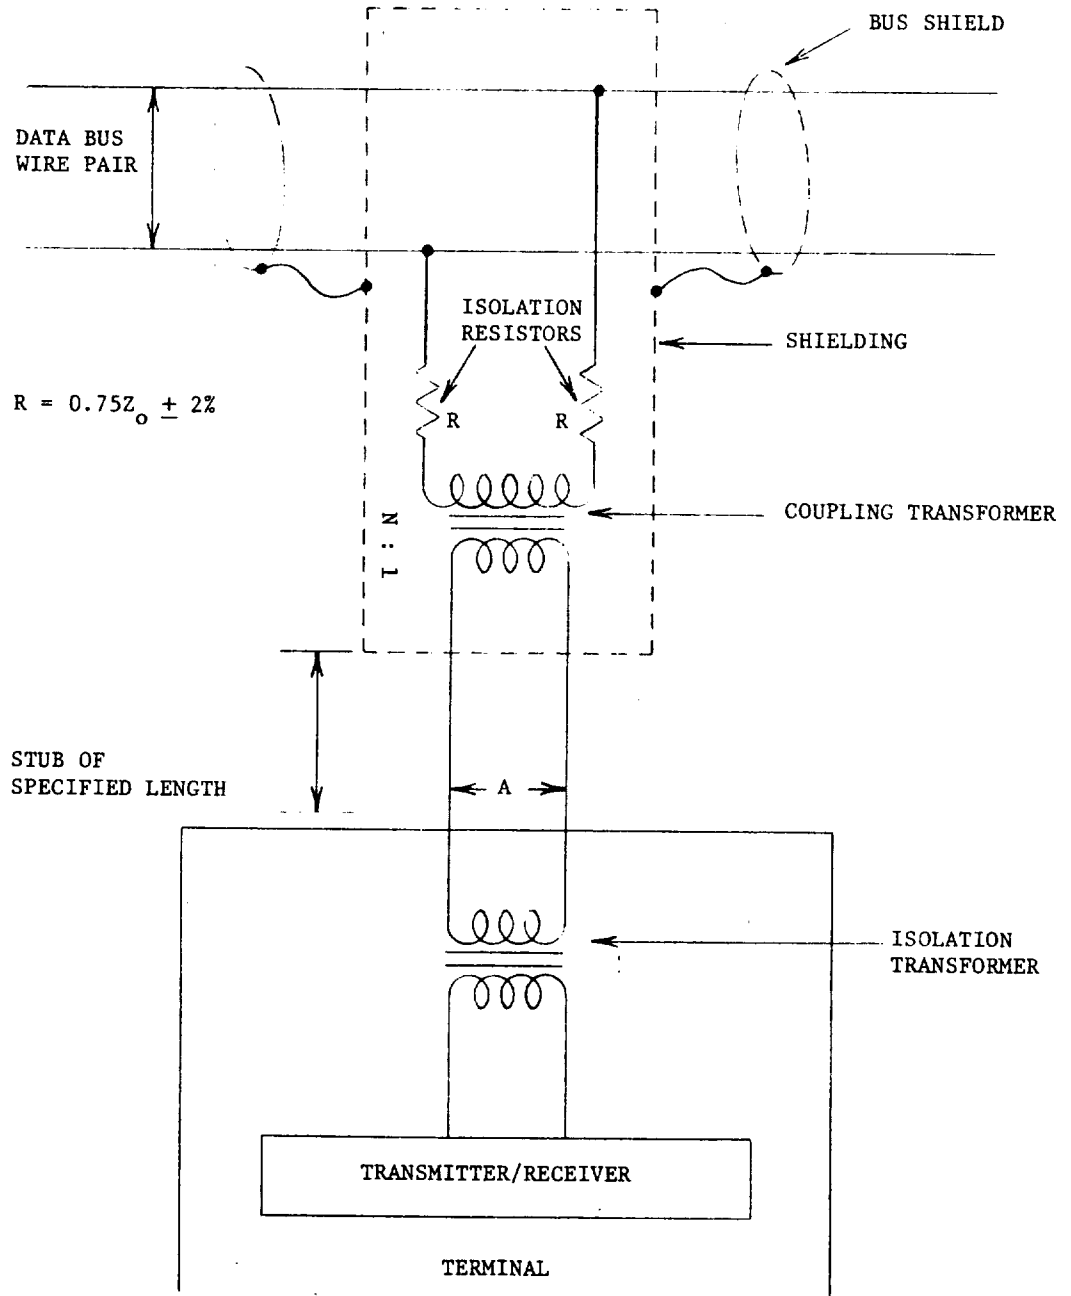 BUS SHIELD
DATA BUS
WIRE PAIR
ISOLATION
RESISTORS
SHIELDING
R = 0.75Z_o ± 2%
R
R
COUPLING TRANSFORMER
N : 1
STUB OF
SPECIFIED LENGTH
A
ISOLATION
TRANSFORMER
TRANSMITTER/RECEIVER
TERMINAL